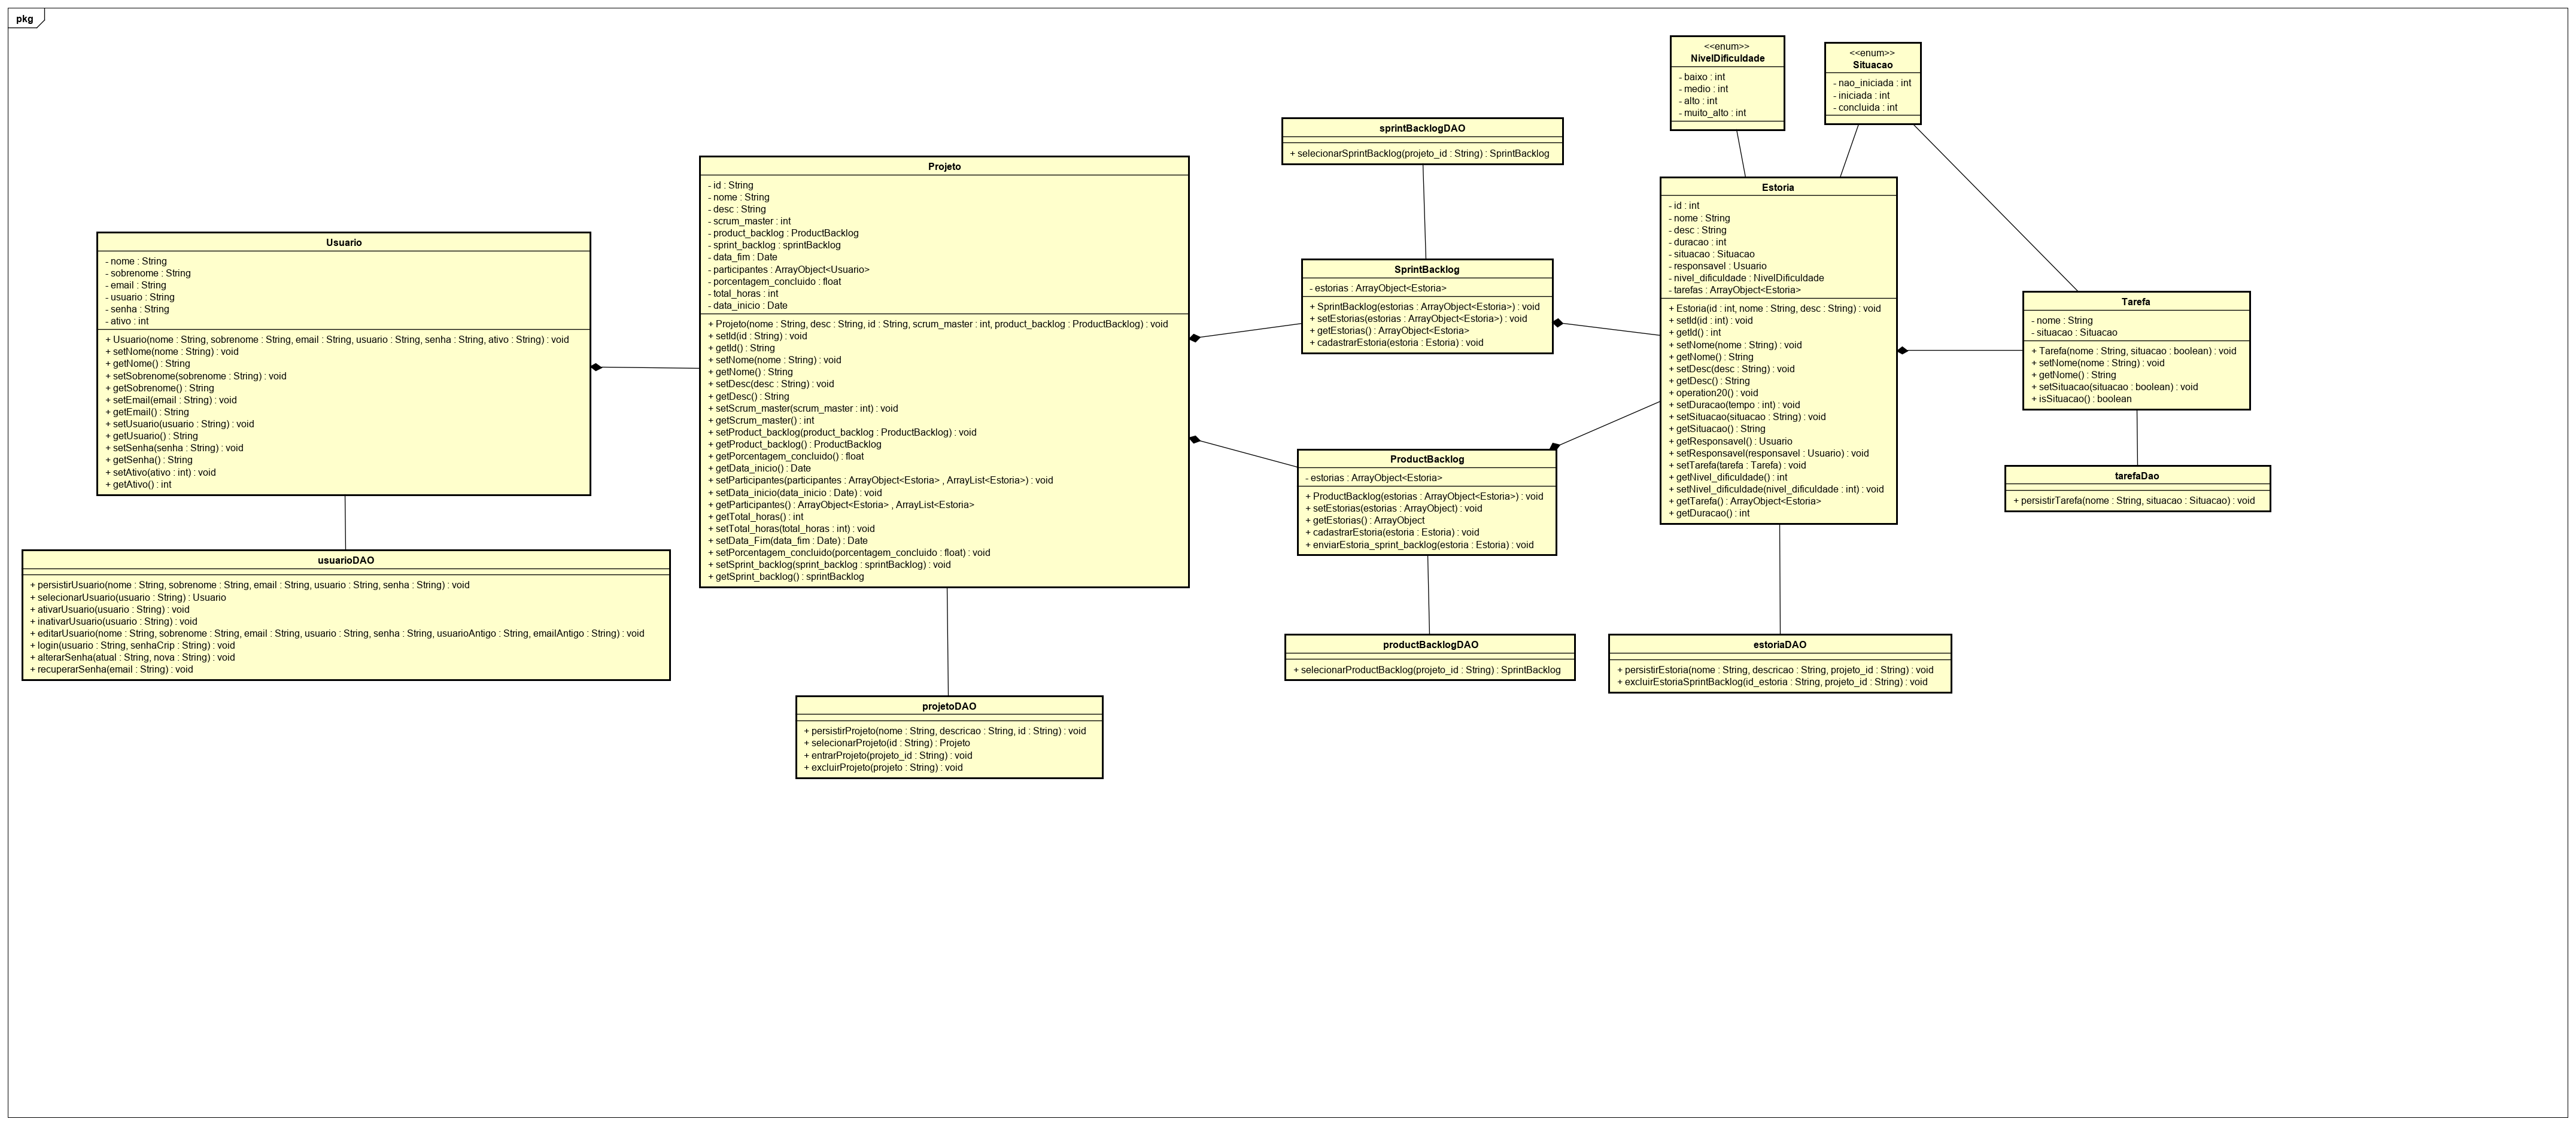 pkg
<<enum>>
NivelDificuldade
- baixo : int
- medio : int
- alto : int
- muito_alto : int
<<enum>>
Situacao
- nao_iniciada : int
- iniciada : int
- concluida : int
sprintBacklogDAO
+ selecionarSprintBacklog(projeto_id : String) : SprintBacklog
Projeto
- id : String
- nome : String
- desc : String
- scrum_master : int
- product_backlog : ProductBacklog
- sprint_backlog : sprintBacklog
- data_fim : Date
- participantes : ArrayObject<Usuario>
- porcentagem_concluido : float
- total_horas : int
- data_inicio : Date
+ Projeto(nome : String, desc : String, id : String, scrum_master : int, product_backlog : ProductBacklog) : void
+ setId(id : String) : void
+ getId() : String
+ setNome(nome : String) : void
+ getNome() : String
+ setDesc(desc : String) : void
+ getDesc() : String
+ setScrum_master(scrum_master : int) : void
+ getScrum_master() : int
+ setProduct_backlog(product_backlog : ProductBacklog) : void
+ getProduct_backlog() : ProductBacklog
+ getPorcentagem_concluido() : float
+ getData_inicio() : Date
+ setParticipantes(participantes : ArrayObject<Estoria> , ArrayList<Estoria>) : void
+ setData_inicio(data_inicio : Date) : void
+ getParticipantes() : ArrayObject<Estoria> , ArrayList<Estoria>
+ getTotal_horas() : int
+ setTotal_horas(total_horas : int) : void
+ setData_Fim(data_fim : Date) : Date
+ setPorcentagem_concluido(porcentagem_concluido : float) : void
+ setSprint_backlog(sprint_backlog : sprintBacklog) : void
+ getSprint_backlog() : sprintBacklog
Estoria
- id : int
- nome : String
- desc : String
- duracao : int
- situacao : Situacao
- responsavel : Usuario
- nivel_dificuldade : NivelDificuldade
- tarefas : ArrayObject<Estoria>
+ Estoria(id : int, nome : String, desc : String) : void
+ setId(id : int) : void
+ getId() : int
+ setNome(nome : String) : void
+ getNome() : String
+ setDesc(desc : String) : void
+ getDesc() : String
+ operation20() : void
+ setDuracao(tempo : int) : void
+ setSituacao(situacao : String) : void
+ getSituacao() : String
+ getResponsavel() : Usuario
+ setResponsavel(responsavel : Usuario) : void
+ setTarefa(tarefa : Tarefa) : void
+ getNivel_dificuldade() : int
+ setNivel_dificuldade(nivel_dificuldade : int) : void
+ getTarefa() : ArrayObject<Estoria>
+ getDuracao() : int
Usuario
- nome : String
- sobrenome : String
- email : String
- usuario : String
- senha : String
- ativo : int
+ Usuario(nome : String, sobrenome : String, email : String, usuario : String, senha : String, ativo : String) : void
+ setNome(nome : String) : void
+ getNome() : String
+ setSobrenome(sobrenome : String) : void
+ getSobrenome() : String
+ setEmail(email : String) : void
+ getEmail() : String
+ setUsuario(usuario : String) : void
+ getUsuario() : String
+ setSenha(senha : String) : void
+ getSenha() : String
+ setAtivo(ativo : int) : void
+ getAtivo() : int
SprintBacklog
- estorias : ArrayObject<Estoria>
+ SprintBacklog(estorias : ArrayObject<Estoria>) : void
+ setEstorias(estorias : ArrayObject<Estoria>) : void
+ getEstorias() : ArrayObject<Estoria>
+ cadastrarEstoria(estoria : Estoria) : void
Tarefa
- nome : String
- situacao : Situacao
+ Tarefa(nome : String, situacao : boolean) : void
+ setNome(nome : String) : void
+ getNome() : String
+ setSituacao(situacao : boolean) : void
+ isSituacao() : boolean
ProductBacklog
- estorias : ArrayObject<Estoria>
+ ProductBacklog(estorias : ArrayObject<Estoria>) : void
+ setEstorias(estorias : ArrayObject) : void
+ getEstorias() : ArrayObject
+ cadastrarEstoria(estoria : Estoria) : void
+ enviarEstoria_sprint_backlog(estoria : Estoria) : void
tarefaDao
+ persistirTarefa(nome : String, situacao : Situacao) : void
usuarioDAO
+ persistirUsuario(nome : String, sobrenome : String, email : String, usuario : String, senha : String) : void
+ selecionarUsuario(usuario : String) : Usuario
+ ativarUsuario(usuario : String) : void
+ inativarUsuario(usuario : String) : void
+ editarUsuario(nome : String, sobrenome : String, email : String, usuario : String, senha : String, usuarioAntigo : String, emailAntigo : String) : void
+ login(usuario : String, senhaCrip : String) : void
+ alterarSenha(atual : String, nova : String) : void
+ recuperarSenha(email : String) : void
productBacklogDAO
+ selecionarProductBacklog(projeto_id : String) : SprintBacklog
estoriaDAO
+ persistirEstoria(nome : String, descricao : String, projeto_id : String) : void
+ excluirEstoriaSprintBacklog(id_estoria : String, projeto_id : String) : void
projetoDAO
+ persistirProjeto(nome : String, descricao : String, id : String) : void
+ selecionarProjeto(id : String) : Projeto
+ entrarProjeto(projeto_id : String) : void
+ excluirProjeto(projeto : String) : void